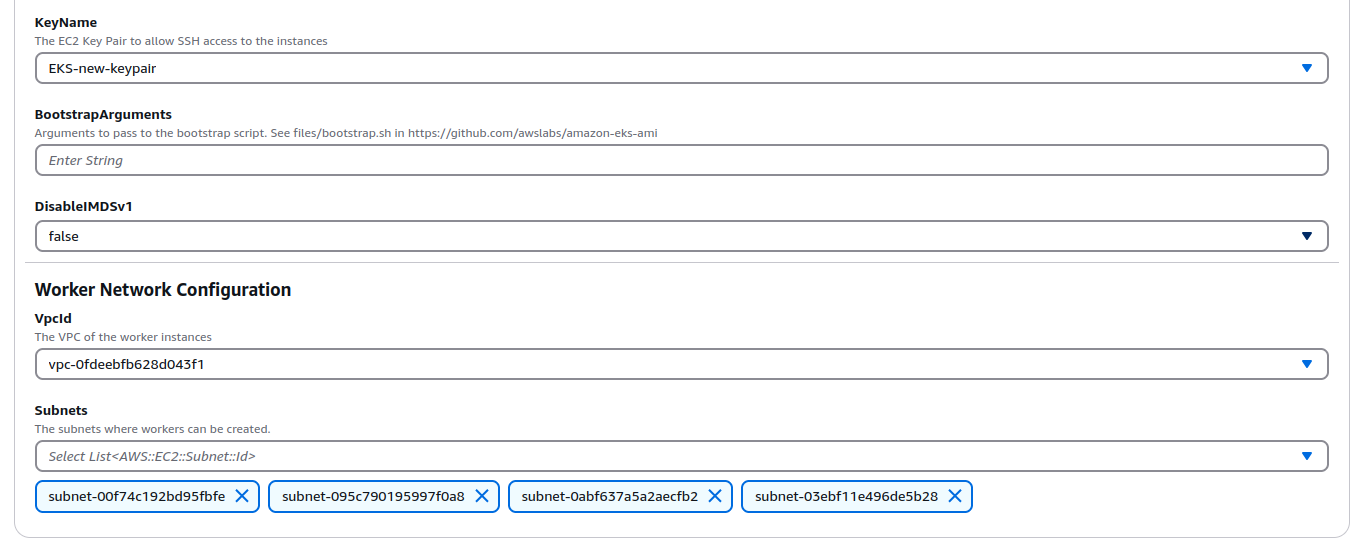 KeyName
The EC2 Key Pair to allow SSH access to the instances
EKS-new-keypair
BootstrapArguments
Arguments to pass to the bootstrap script. See files/bootstrap.sh in https://github.com/awslabs/amazon-eks-ami
Enter String
DisableIMDSv1
false
Worker Network Configuration
VpcId
The VPC of the worker instances
vpc-0fdeebfb628d043f1
Subnets
The subnets where workers can be created.
Select List<AWS::EC2::Subnet::Id>
subnet-00f74c192bd95fbfe subnet-095c790195997f0a8 subnet-0abf637a5a2aecfb2 subnet-03ebf11e496de5b28